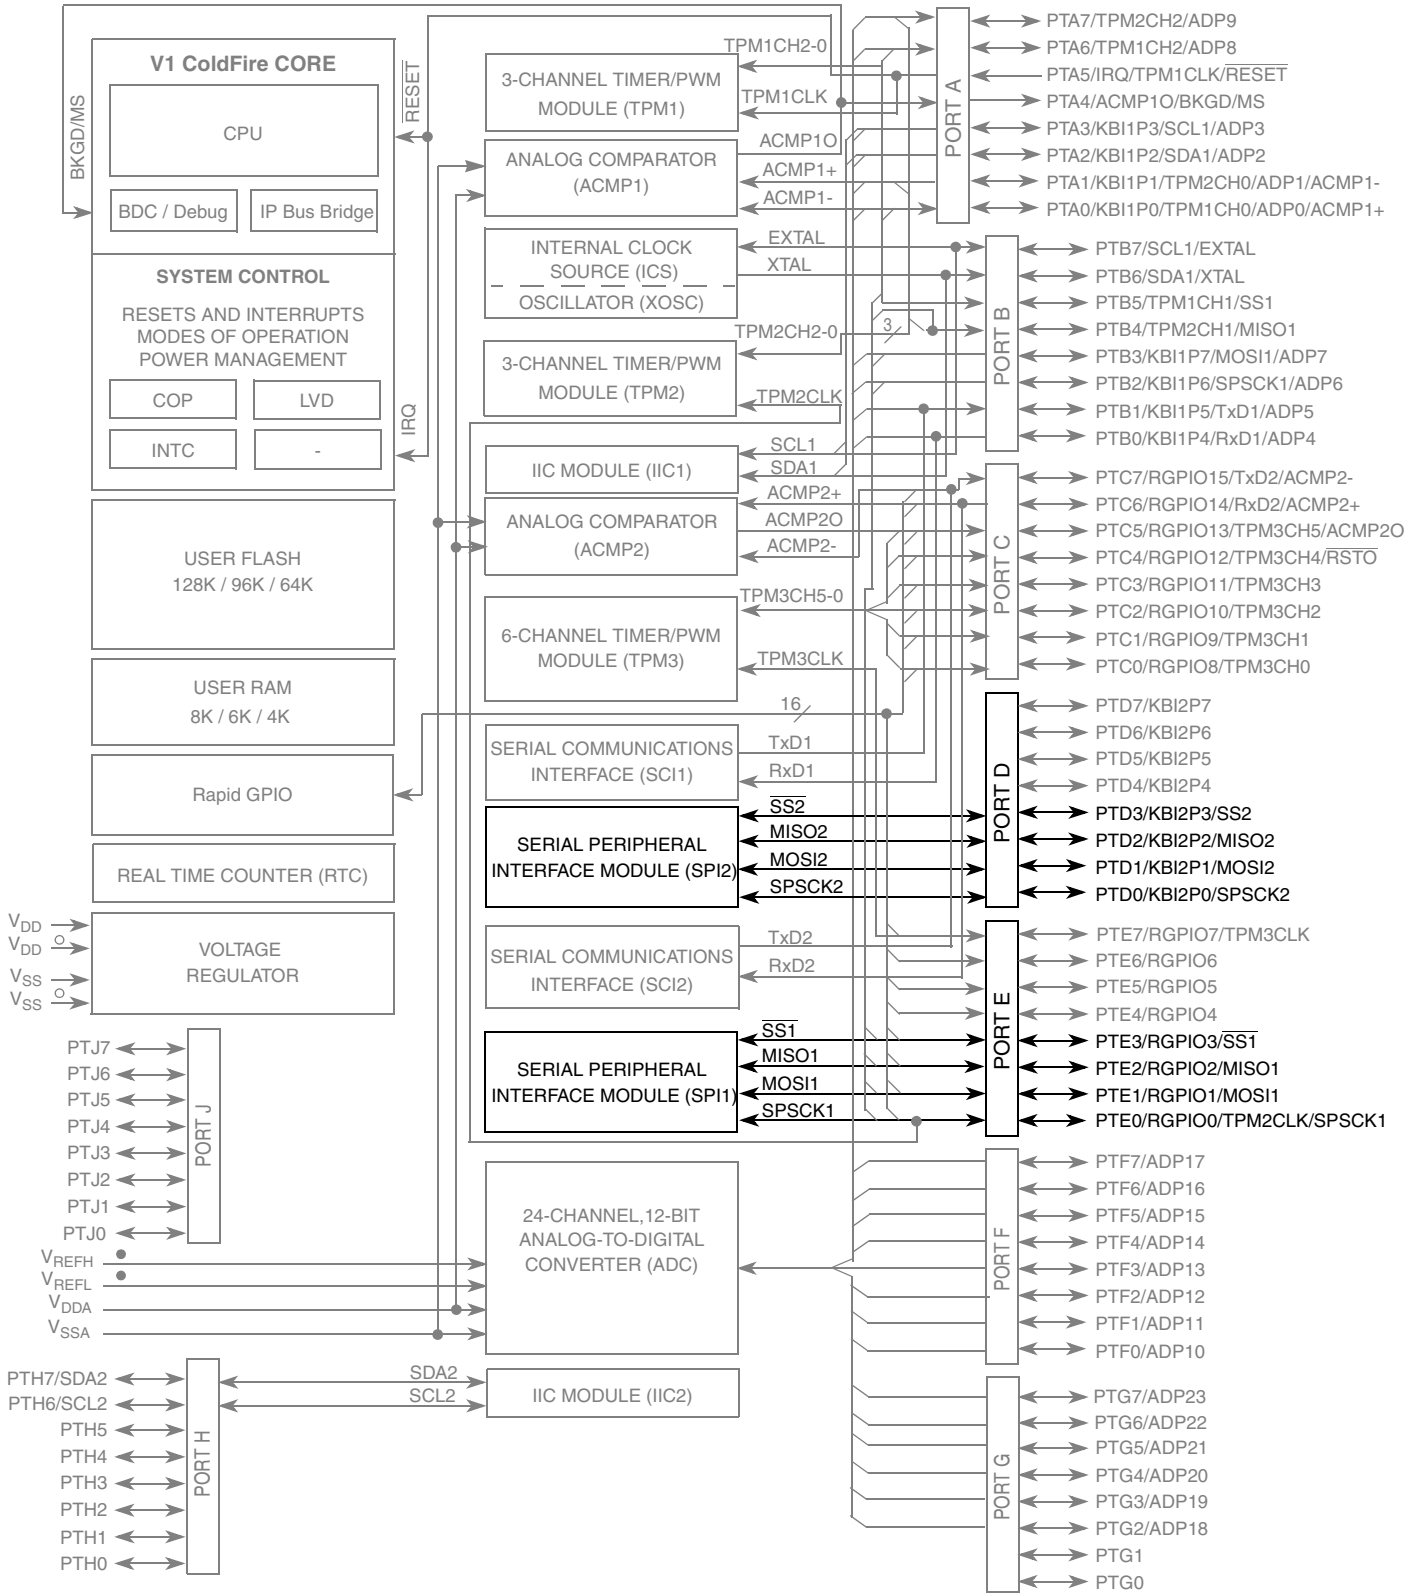 V1 ColdFire CORE
CPU
BDC / Debug
IP Bus Bridge
BKGD/MS
RESET
SYSTEM CONTROL
RESETS AND INTERRUPTS
MODES OF OPERATION
POWER MANAGEMENT
COP
LVD
INTC
-
IRQ
USER FLASH
128K / 96K / 64K
USER RAM
8K / 6K / 4K
Rapid GPIO
REAL TIME COUNTER (RTC)
VOLTAGE
REGULATOR
VDD
VDD
VSS
VSS
PTJ7
PTJ6
PTJ5
PTJ4
PTJ3
PTJ2
PTJ1
PTJ0
PORT J
VREFH
VREFL
VDDA
VSSA
PTH7/SDA2
PTH6/SCL2
PTH5
PTH4
PTH3
PTH2
PTH1
PTH0
PORT H
SDA2
SCL2
3-CHANNEL TIMER/PWM
MODULE (TPM1)
TPM1CH2-0
TPM1CLK
ANALOG COMPARATOR
(ACMP1)
ACMP1O
ACMP1+
ACMP1-
INTERNAL CLOCK
SOURCE (ICS)
OSCILLATOR (XOSC)
EXTAL
XTAL
3-CHANNEL TIMER/PWM
MODULE (TPM2)
TPM2CH2-0
3
TPM2CLK
IIC MODULE (IIC1)
SCL1
SDA1
ANALOG COMPARATOR
(ACMP2)
ACMP2+
ACMP2O
ACMP2-
6-CHANNEL TIMER/PWM
MODULE (TPM3)
TPM3CH5-0
TPM3CLK
16
SERIAL COMMUNICATIONS
INTERFACE (SCI1)
TxD1
RxD1
SERIAL PERIPHERAL
INTERFACE MODULE (SPI2)
SS2
MISO2
MOSI2
SPSCK2
SERIAL COMMUNICATIONS
INTERFACE (SCI2)
TxD2
RxD2
SERIAL PERIPHERAL
INTERFACE MODULE (SPI1)
SS1
MISO1
MOSI1
SPSCK1
24-CHANNEL,12-BIT
ANALOG-TO-DIGITAL
CONVERTER (ADC)
IIC MODULE (IIC2)
PORT A
PTA7/TPM2CH2/ADP9
PTA6/TPM1CH2/ADP8
PTA5/IRQ/TPM1CLK/RESET
PTA4/ACMP1O/BKGD/MS
PTA3/KBI1P3/SCL1/ADP3
PTA2/KBI1P2/SDA1/ADP2
PTA1/KBI1P1/TPM2CH0/ADP1/ACMP1-
PTA0/KBI1P0/TPM1CH0/ADP0/ACMP1+
PORT B
PTB7/SCL1/EXTAL
PTB6/SDA1/XTAL
PTB5/TPM1CH1/SS1
PTB4/TPM2CH1/MISO1
PTB3/KBI1P7/MOSI1/ADP7
PTB2/KBI1P6/SPSCK1/ADP6
PTB1/KBI1P5/TxD1/ADP5
PTB0/KBI1P4/RxD1/ADP4
PORT C
PTC7/RGPIO15/TxD2/ACMP2-
PTC6/RGPIO14/RxD2/ACMP2+
PTC5/RGPIO13/TPM3CH5/ACMP2O
PTC4/RGPIO12/TPM3CH4/RSTO
PTC3/RGPIO11/TPM3CH3
PTC2/RGPIO10/TPM3CH2
PTC1/RGPIO9/TPM3CH1
PTC0/RGPIO8/TPM3CH0
PORT D
PTD7/KBI2P7
PTD6/KBI2P6
PTD5/KBI2P5
PTD4/KBI2P4
PTD3/KBI2P3/SS2
PTD2/KBI2P2/MISO2
PTD1/KBI2P1/MOSI2
PTD0/KBI2P0/SPSCK2
PORT E
PTE7/RGPIO7/TPM3CLK
PTE6/RGPIO6
PTE5/RGPIO5
PTE4/RGPIO4
PTE3/RGPIO3/SS1
PTE2/RGPIO2/MISO1
PTE1/RGPIO1/MOSI1
PTE0/RGPIO0/TPM2CLK/SPSCK1
PORT F
PTF7/ADP17
PTF6/ADP16
PTF5/ADP15
PTF4/ADP14
PTF3/ADP13
PTF2/ADP12
PTF1/ADP11
PTF0/ADP10
PORT G
PTG7/ADP23
PTG6/ADP22
PTG5/ADP21
PTG4/ADP20
PTG3/ADP19
PTG2/ADP18
PTG1
PTG0